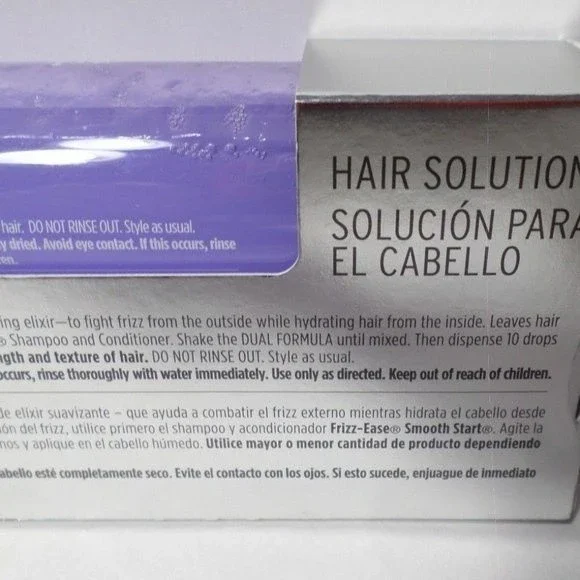 hair. DO NOT RINSE OUT. Style as usual.
y dried. Avoid eye contact. If this occurs, rinse
ren.
HAIR SOLUTION
SOLUCIÓN PARA
EL CABELLO
ing elixir—to fight frizz from the outside while hydrating hair from the inside. Leaves hair
® Shampoo and Conditioner. Shake the DUAL FORMULA until mixed. Then dispense 10 drops
ngth and texture of hair. DO NOT RINSE OUT. Style as usual.
occurs, rinse thoroughly with water immediately. Use only as directed. Keep out of reach of children.
de elixir suavizante – que ayuda a combatir el frizz externo mientras hidrata el cabello desde
ón del frizz, utilice primero el shampoo y acondicionador Frizz-Ease® Smooth Start®. Agite la
nos y aplique en el cabello húmedo. Utilice mayor o menor cantidad de producto dependiendo
abello esté completamente seco. Evite el contacto con los ojos. Si esto sucede, enjuague de inmediato